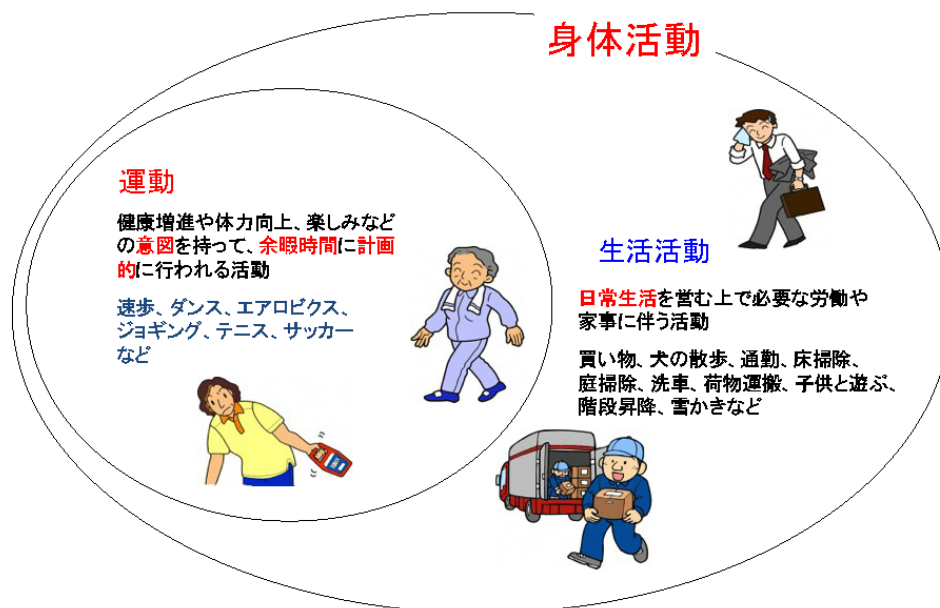 身体活動
運動
健康増進や体力向上、楽しみなど
の意図を持って、余暇時間に計画
的に行われる活動
速歩、ダンス、エアロビクス、
ジョギング、テニス、サッカー
など
生活活動
日常生活を営む上で必要な労働や
家事に伴う活動
買い物、犬の散歩、通勤、床掃除、
庭掃除、洗車、荷物運搬、子供と遊ぶ、
階段昇降、雪かきなど